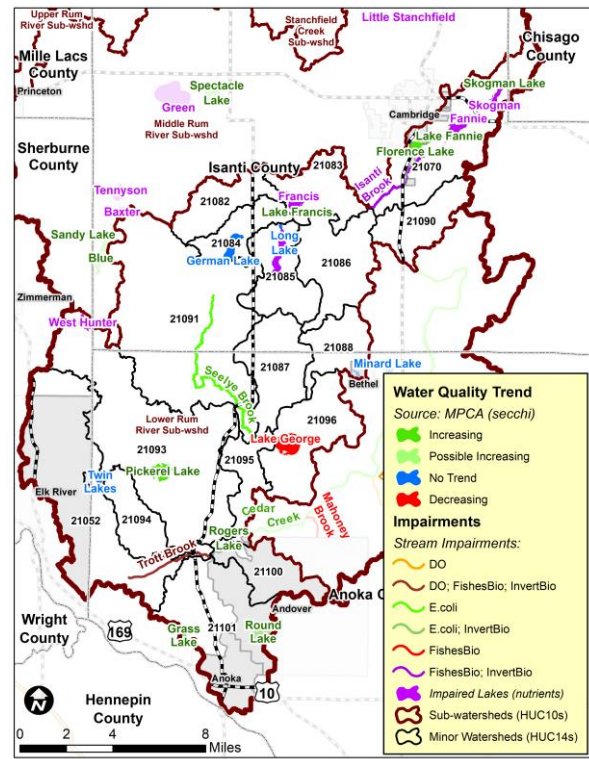 Upper Rum
River Sub-wshd
Stanchfield
Creek
Sub-wshd
Little Stanchfield
Chisago
County
Mille Lacs
County
Princeton
Spectacle
Lake
Green
Middle Rum
River Sub-wshd
Skogman Lake
Skogman
Cambridge
Fannie
Lake Fannie
Florence Lake
Sherburne
County
Isanti County
21083
21070
Isanti
Brook
Tennyson
Baxter
21082
Francis
Lake Francis
21090
Sandy Lake
Blue
21084
German Lake
Long
Lake
21086
21085
Zimmerman
West Hunter
21091
21088
Minard Lake
Bethel
21087
Seelye Brook
21096
Lower Rum
River Sub-wshd
21093
Lake George
21095
Pickerel Lake
Twin
Lakes
Elk River
21052
21094
Cedar
Creek
Mahoney
Brook
Rogers
Lake
Trott Brook
21100
Andover
Anoka C
Wright
County
169
Grass
Lake
21101
Round
Lake
Anoka
10
Hennepin
County
N
0 2 4 8
Miles
Water Quality Trend
Source: MPCA (secchi)
Increasing
Possible Increasing
No Trend
Decreasing
Impairments
Stream Impairments:
DO
DO; FishesBio; InvertBio
E.coli
E.coli; InvertBio
FishesBio
FishesBio; InvertBio
Impaired Lakes (nutrients)
Sub-watersheds (HUC10s)
Minor Watersheds (HUC14s)